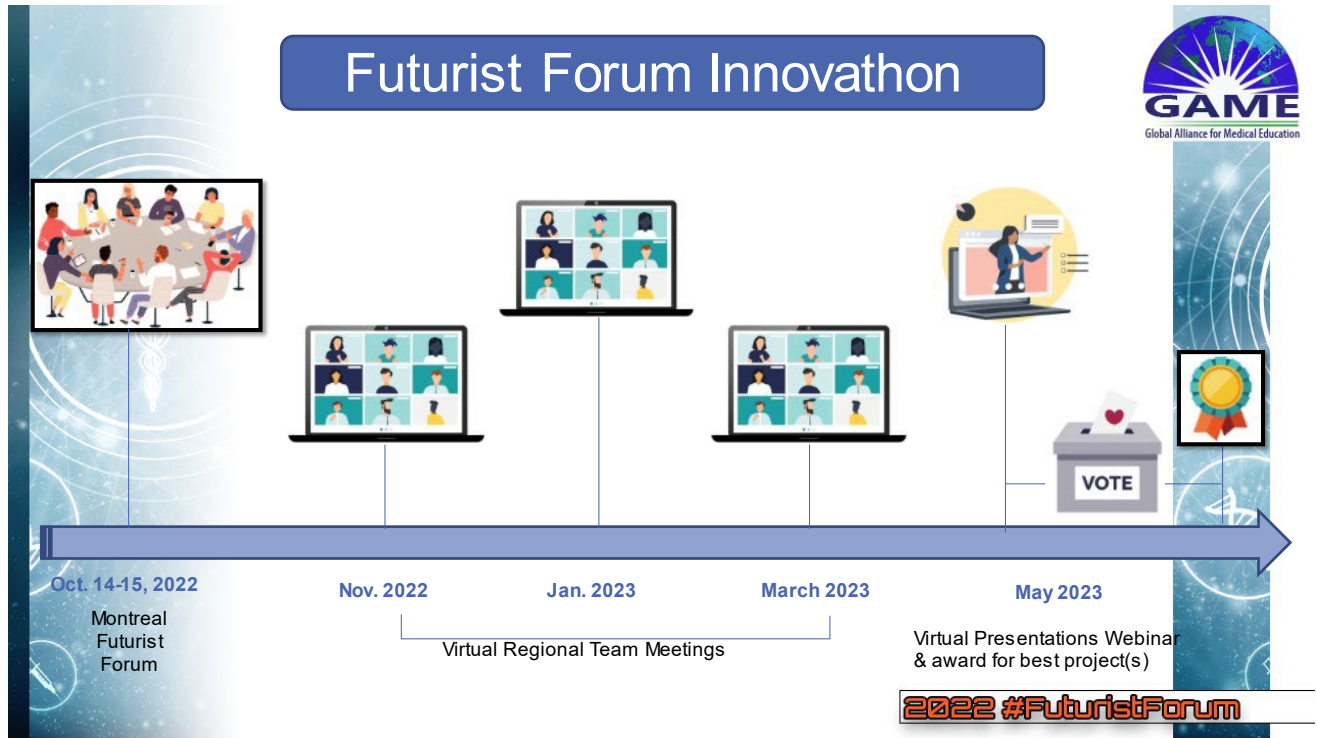 Futurist Forum Innovathon
GAME
Global Alliance for Medical Education
VOTE
Oct. 14-15, 2022
Montreal
Futurist
Forum
Nov. 2022
Jan. 2023
March 2023
Virtual Regional Team Meetings
May 2023
Virtual Presentations Webinar
& award for best project(s)
2022 #FuturistForum